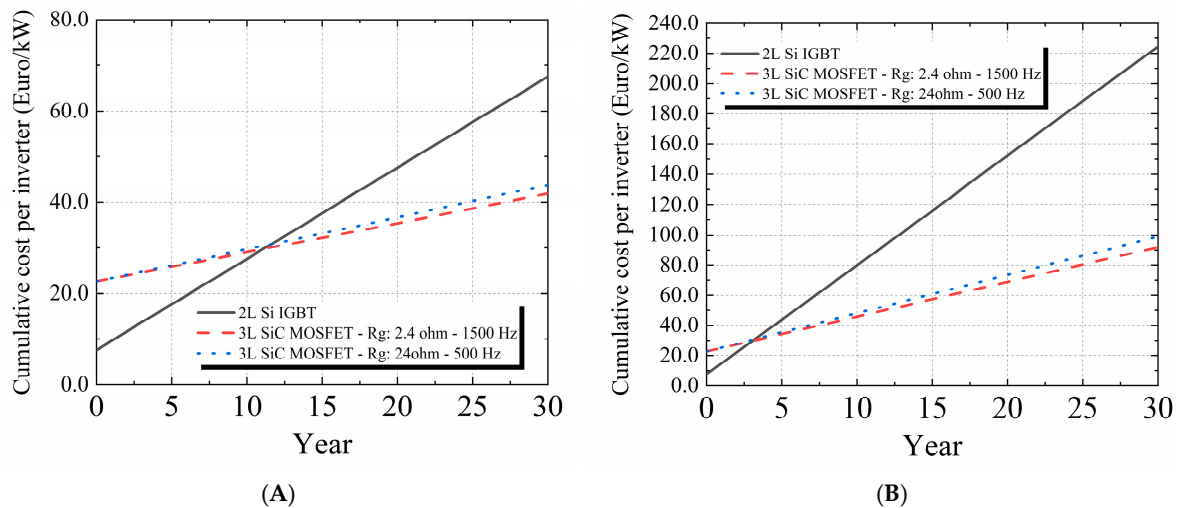 80.0
60.0
40.0
20.0
0.0
Cumulative cost per inverter (Euro/kW)
2L Si IGBT
3L SiC MOSFET - Rg: 2.4 ohm - 1500 Hz
3L SiC MOSFET - Rg: 24ohm - 500 Hz
0 5 10 15 20 25 30
Year
(A)
240.0
220.0
200.0
180.0
160.0
140.0
120.0
100.0
80.0
60.0
40.0
20.0
0.0
Cumulative cost per inverter (Euro/kW)
2L Si IGBT
3L SiC MOSFET - Rg: 2.4 ohm - 1500 Hz
3L SiC MOSFET - Rg: 24ohm - 500 Hz
0 5 10 15 20 25 30
Year
(B)